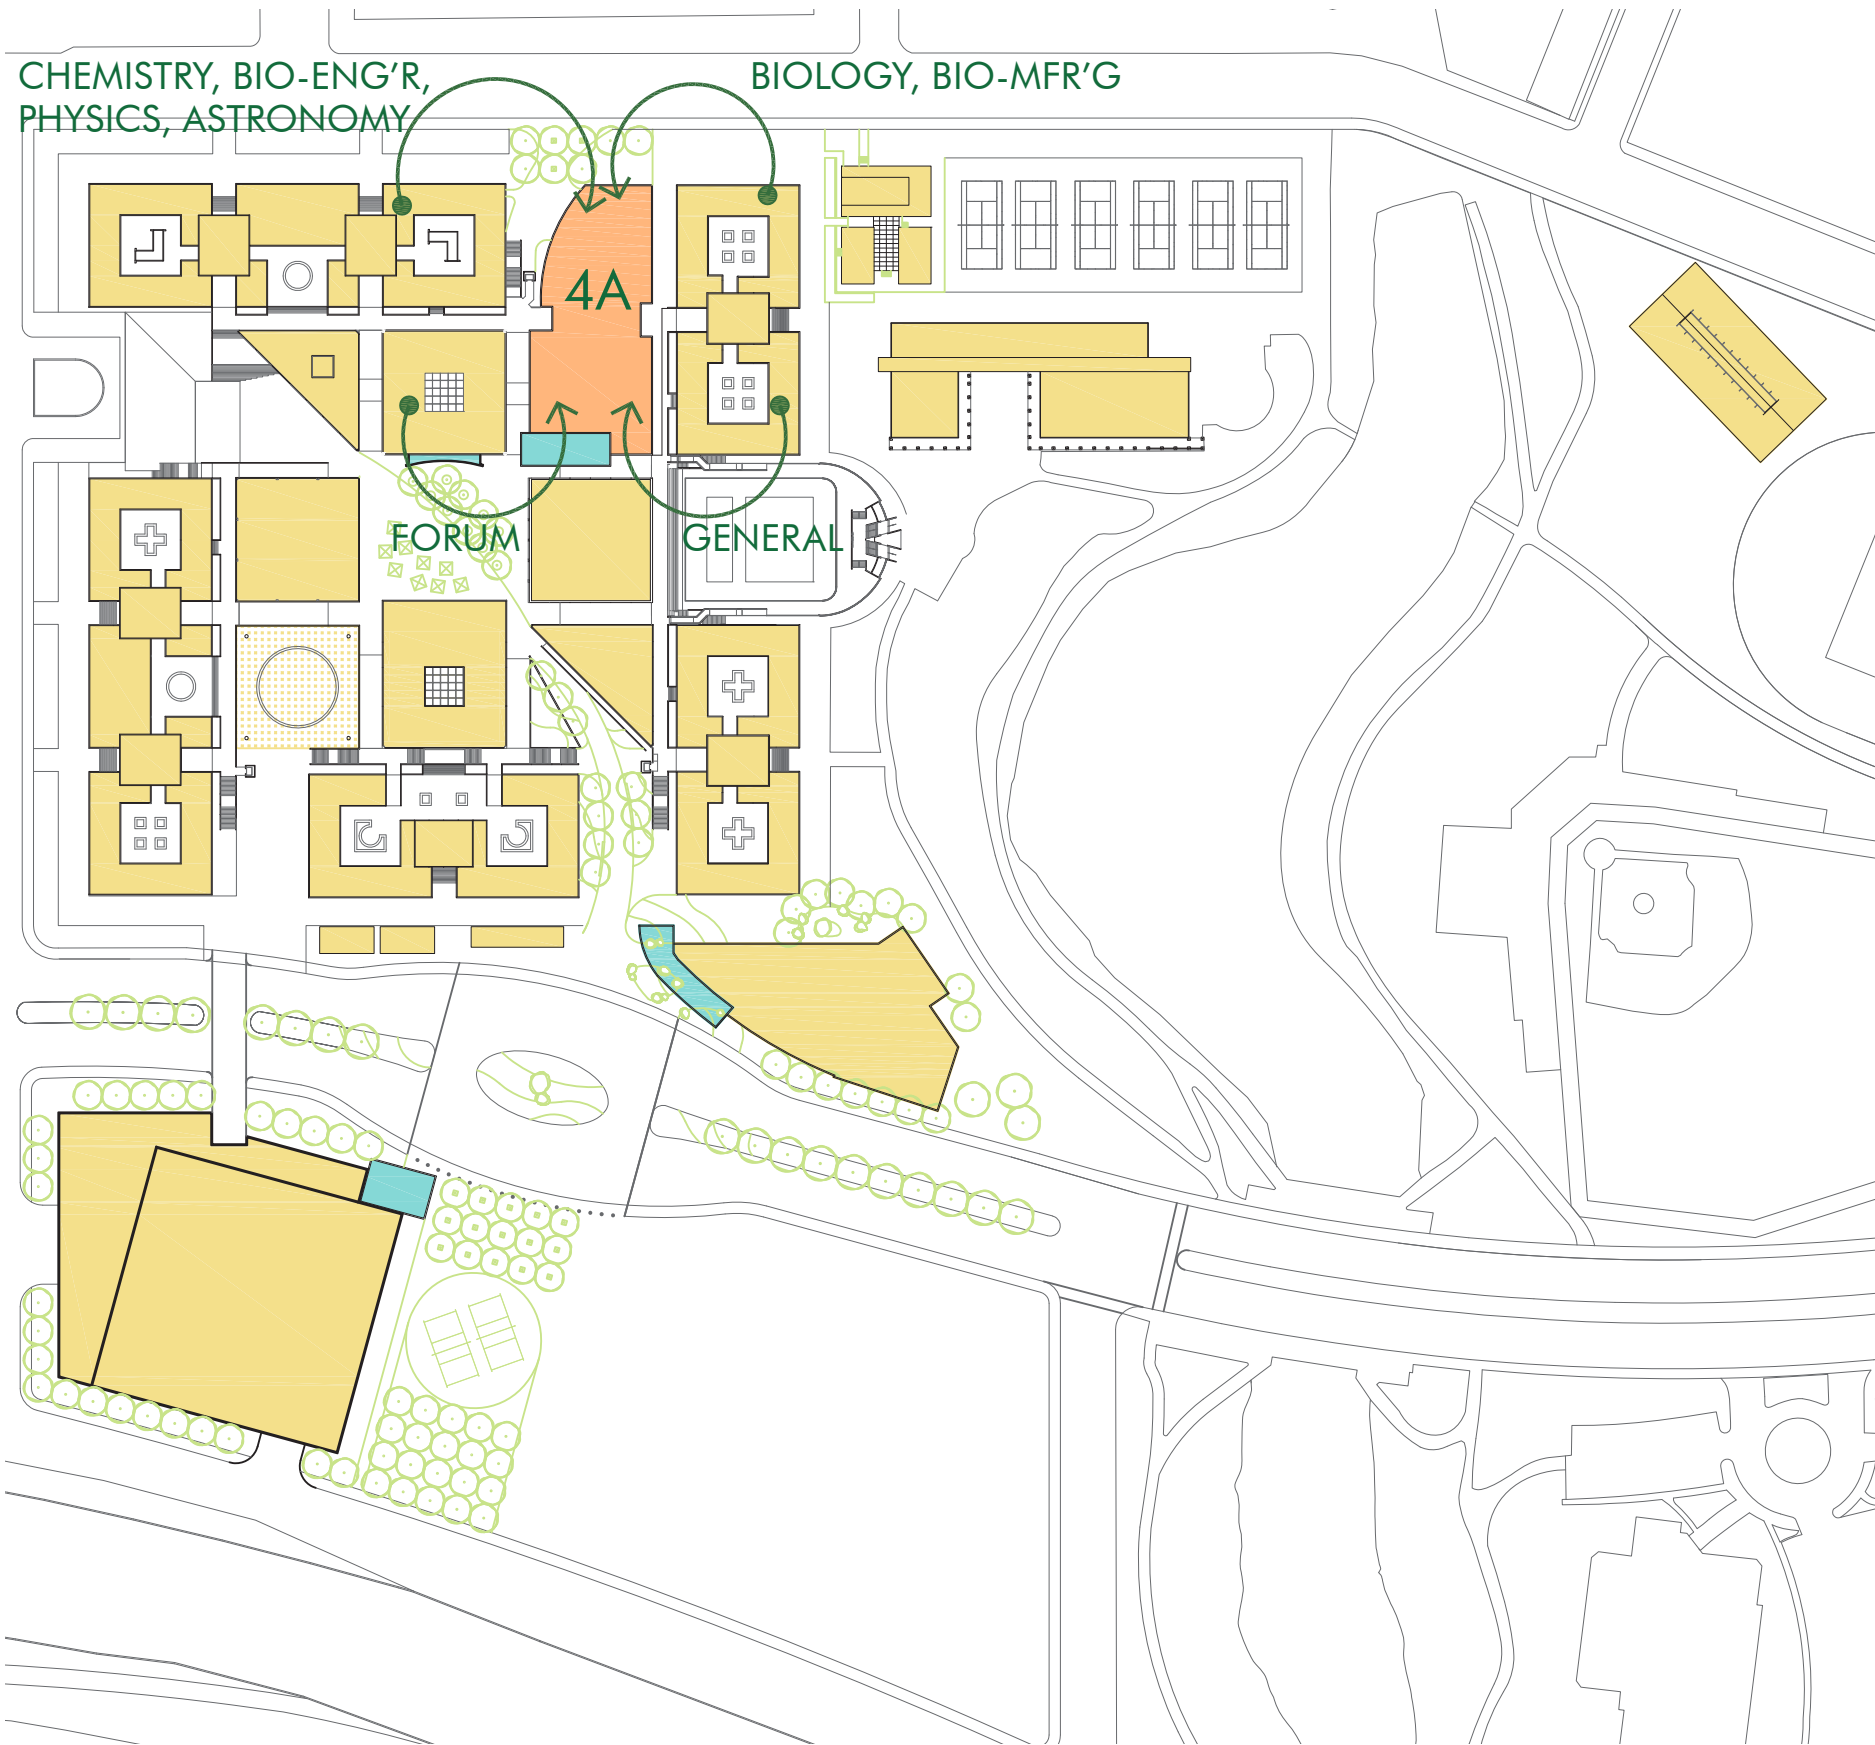 CHEMISTRY, BIO-ENG'R,
PHYSICS, ASTRONOMY
BIOLOGY, BIO-MFR'G
4A
FORUM
GENERAL